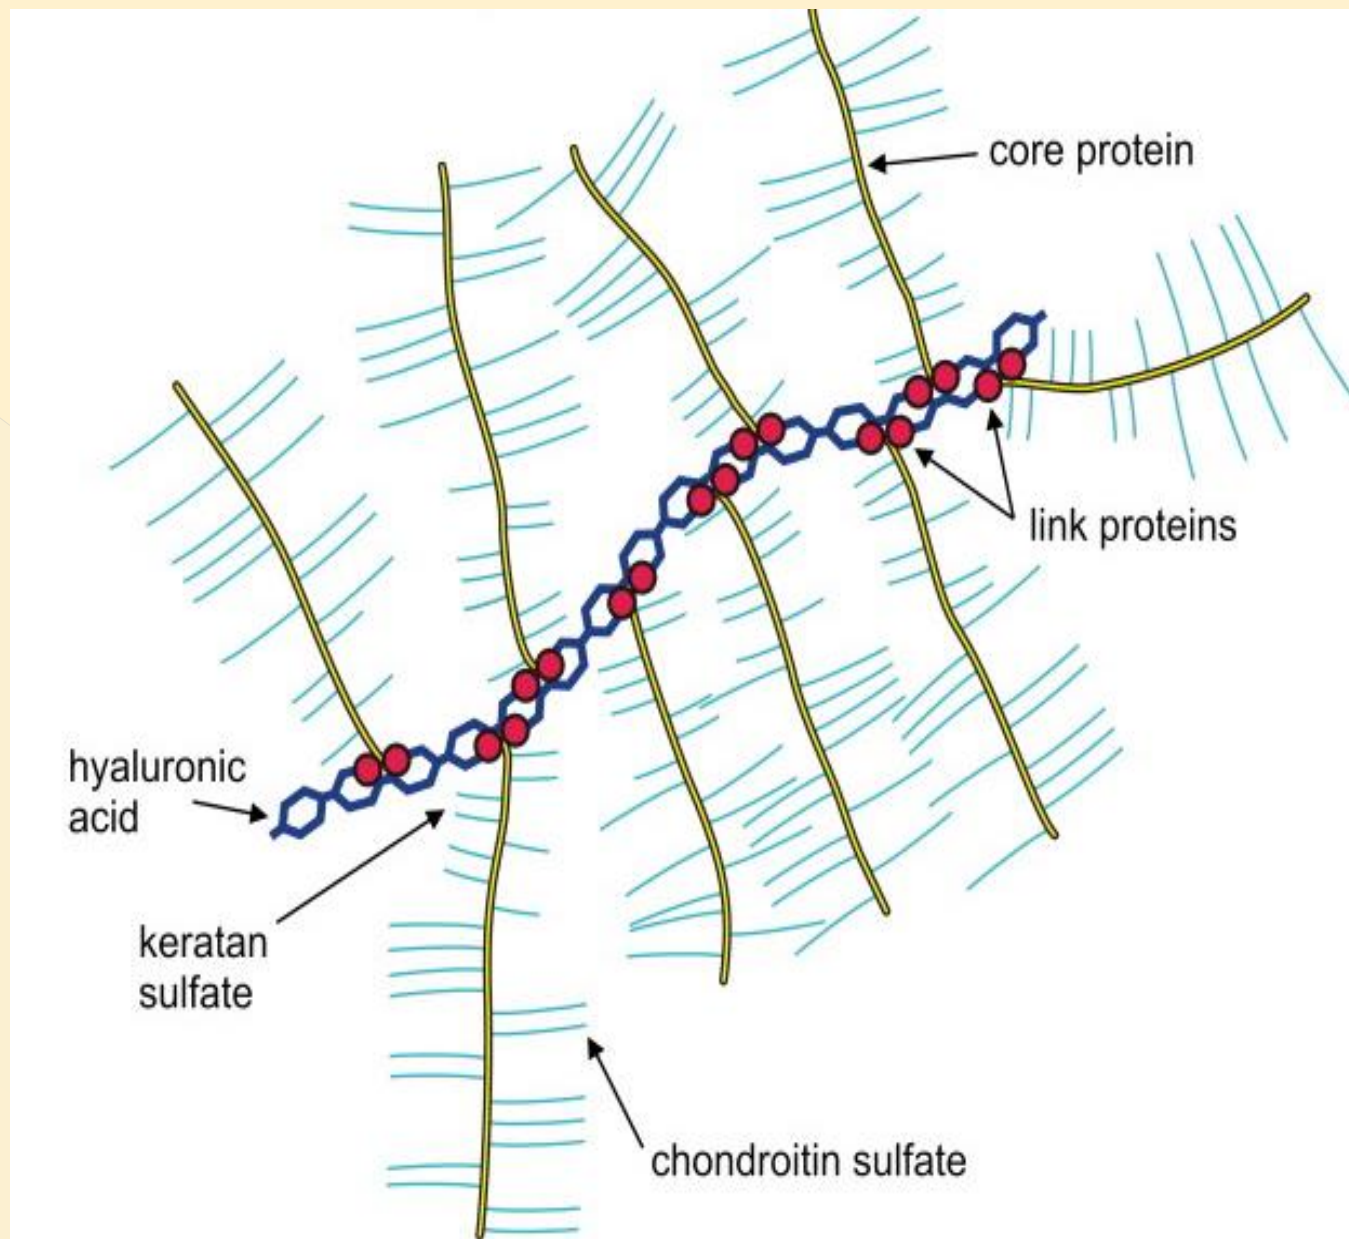 core protein
link proteins
hyaluronic
acid
keratan
sulfate
chondroitin sulfate